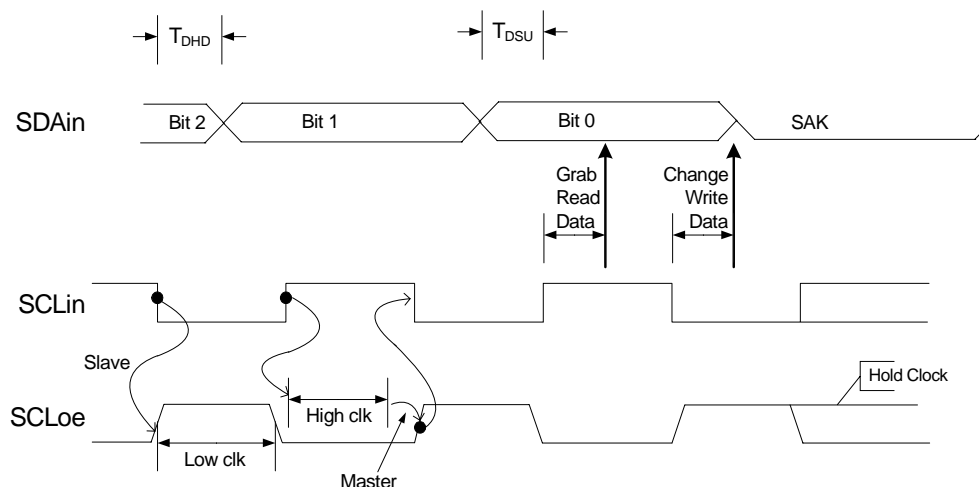 TDHD
TDSU
SDAin
Bit 2
Bit 1
Bit 0
SAK
Grab
Read
Data
Change
Write
Data
SCLin
Slave
Hold Clock
SCLoe
High clk
Low clk
Master